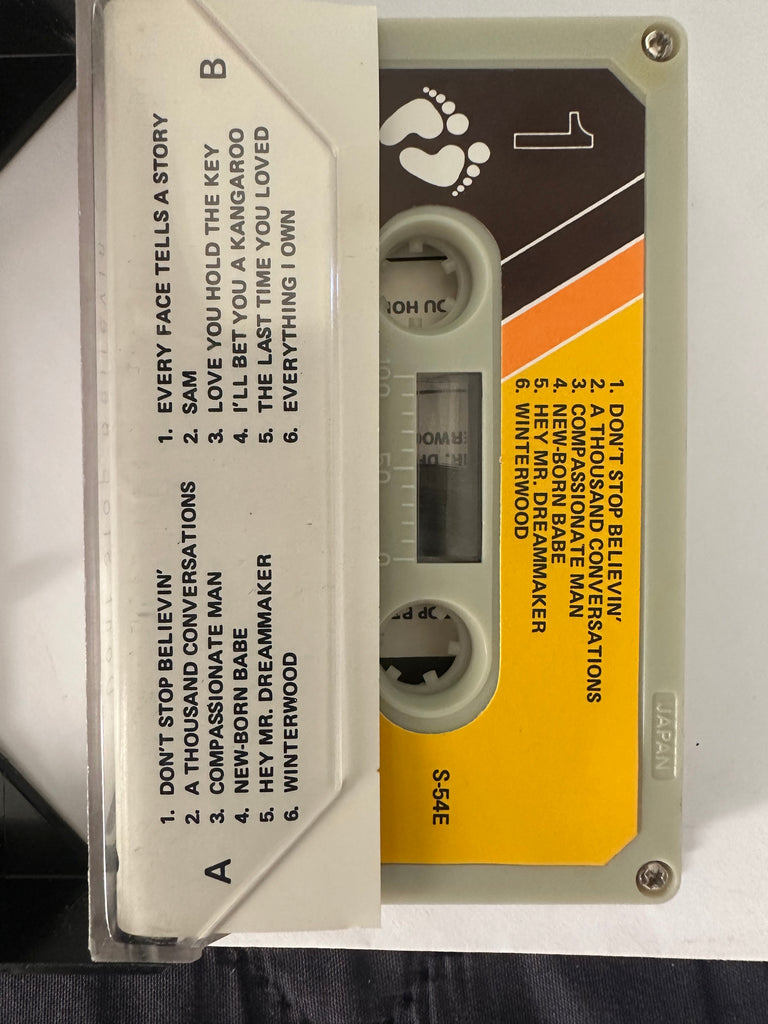 A
1. DON'T STOP BELIEVIN'
2. A THOUSAND CONVERSATIONS
3. COMPASSIONATE MAN
4. NEW-BORN BABE
5. HEY MR. DREAMMAKER
6. WINTERWOOD
B
1. EVERY FACE TELLS A STORY
2. SAM
3. LOVE YOU HOLD THE KEY
4. I'LL BET YOU A KANGAROO
5. THE LAST TIME YOU LOVED
6. EVERYTHING I OWN
1
1. DON'T STOP BELIEVIN'
2. A THOUSAND CONVERSATIONS
3. COMPASSIONATE MAN
4. NEW-BORN BABE
5. HEY MR. DREAMMAKER
6. WINTERWOOD
S-54E
100 50 0
JAPAN